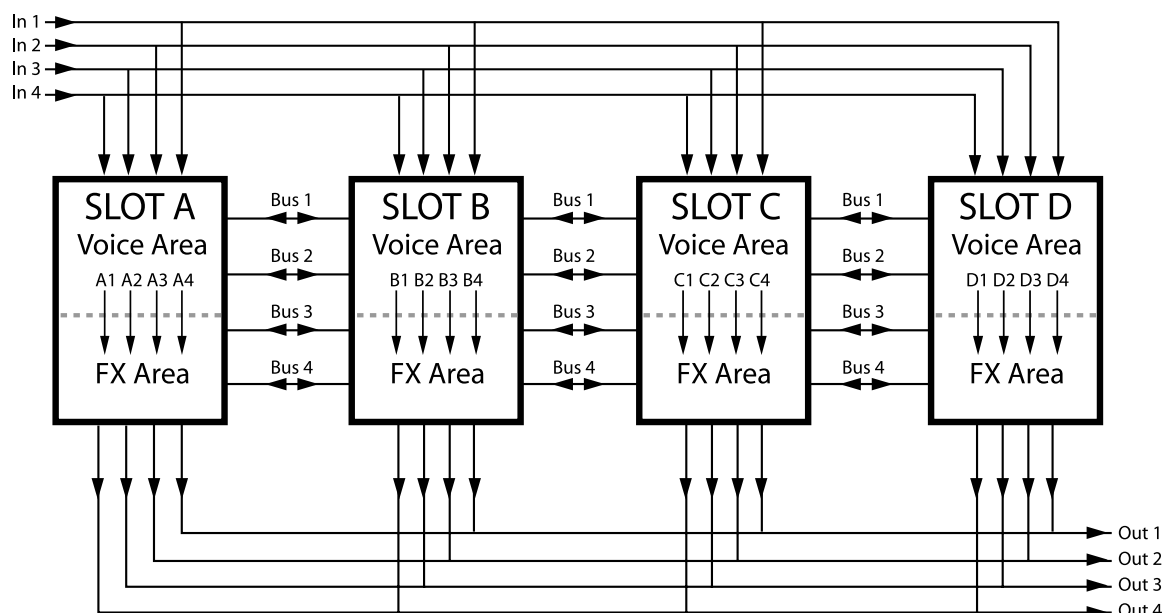 In 1
In 2
In 3
In 4
SLOT A
Voice Area
A1 A2 A3 A4
FX Area
Bus 1
Bus 2
Bus 3
Bus 4
SLOT B
Voice Area
B1 B2 B3 B4
FX Area
Bus 1
Bus 2
Bus 3
Bus 4
SLOT C
Voice Area
C1 C2 C3 C4
FX Area
Bus 1
Bus 2
Bus 3
Bus 4
SLOT D
Voice Area
D1 D2 D3 D4
FX Area
Out 1
Out 2
Out 3
Out 4